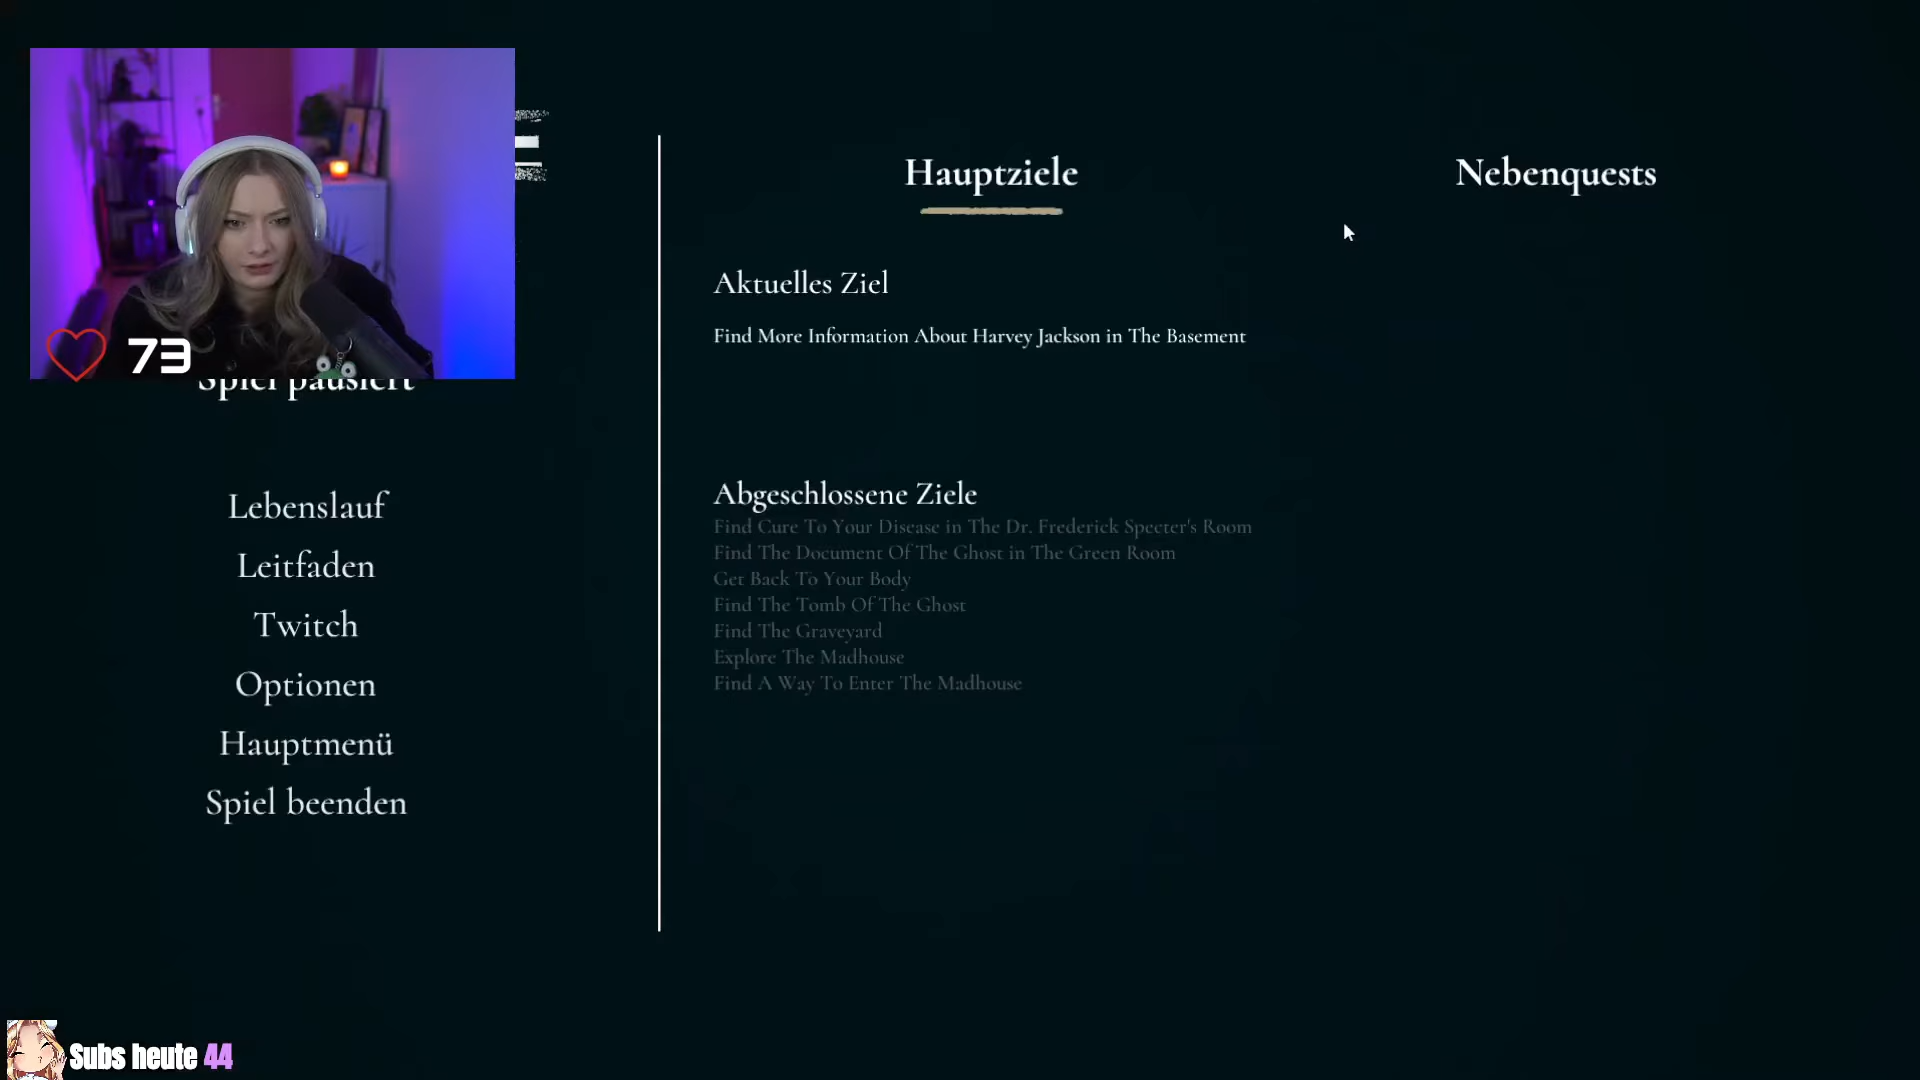 73
Spiel pausiert
Lebenslauf
Leitfaden
Twitch
Optionen
Hauptmenü
Spiel beenden
Hauptziele
Nebenquests
Aktuelles Ziel
Find More Information About Harvey Jackson in The Basement
Abgeschlossene Ziele
Find Cure To Your Disease in The Dr. Frederick Specter's Room
Find The Document Of The Ghost in The Green Room
Get Back To Your Body
Find The Tomb Of The Ghost
Find The Graveyard
Explore The Madhouse
Find A Way To Enter The Madhouse
Subs heute 44